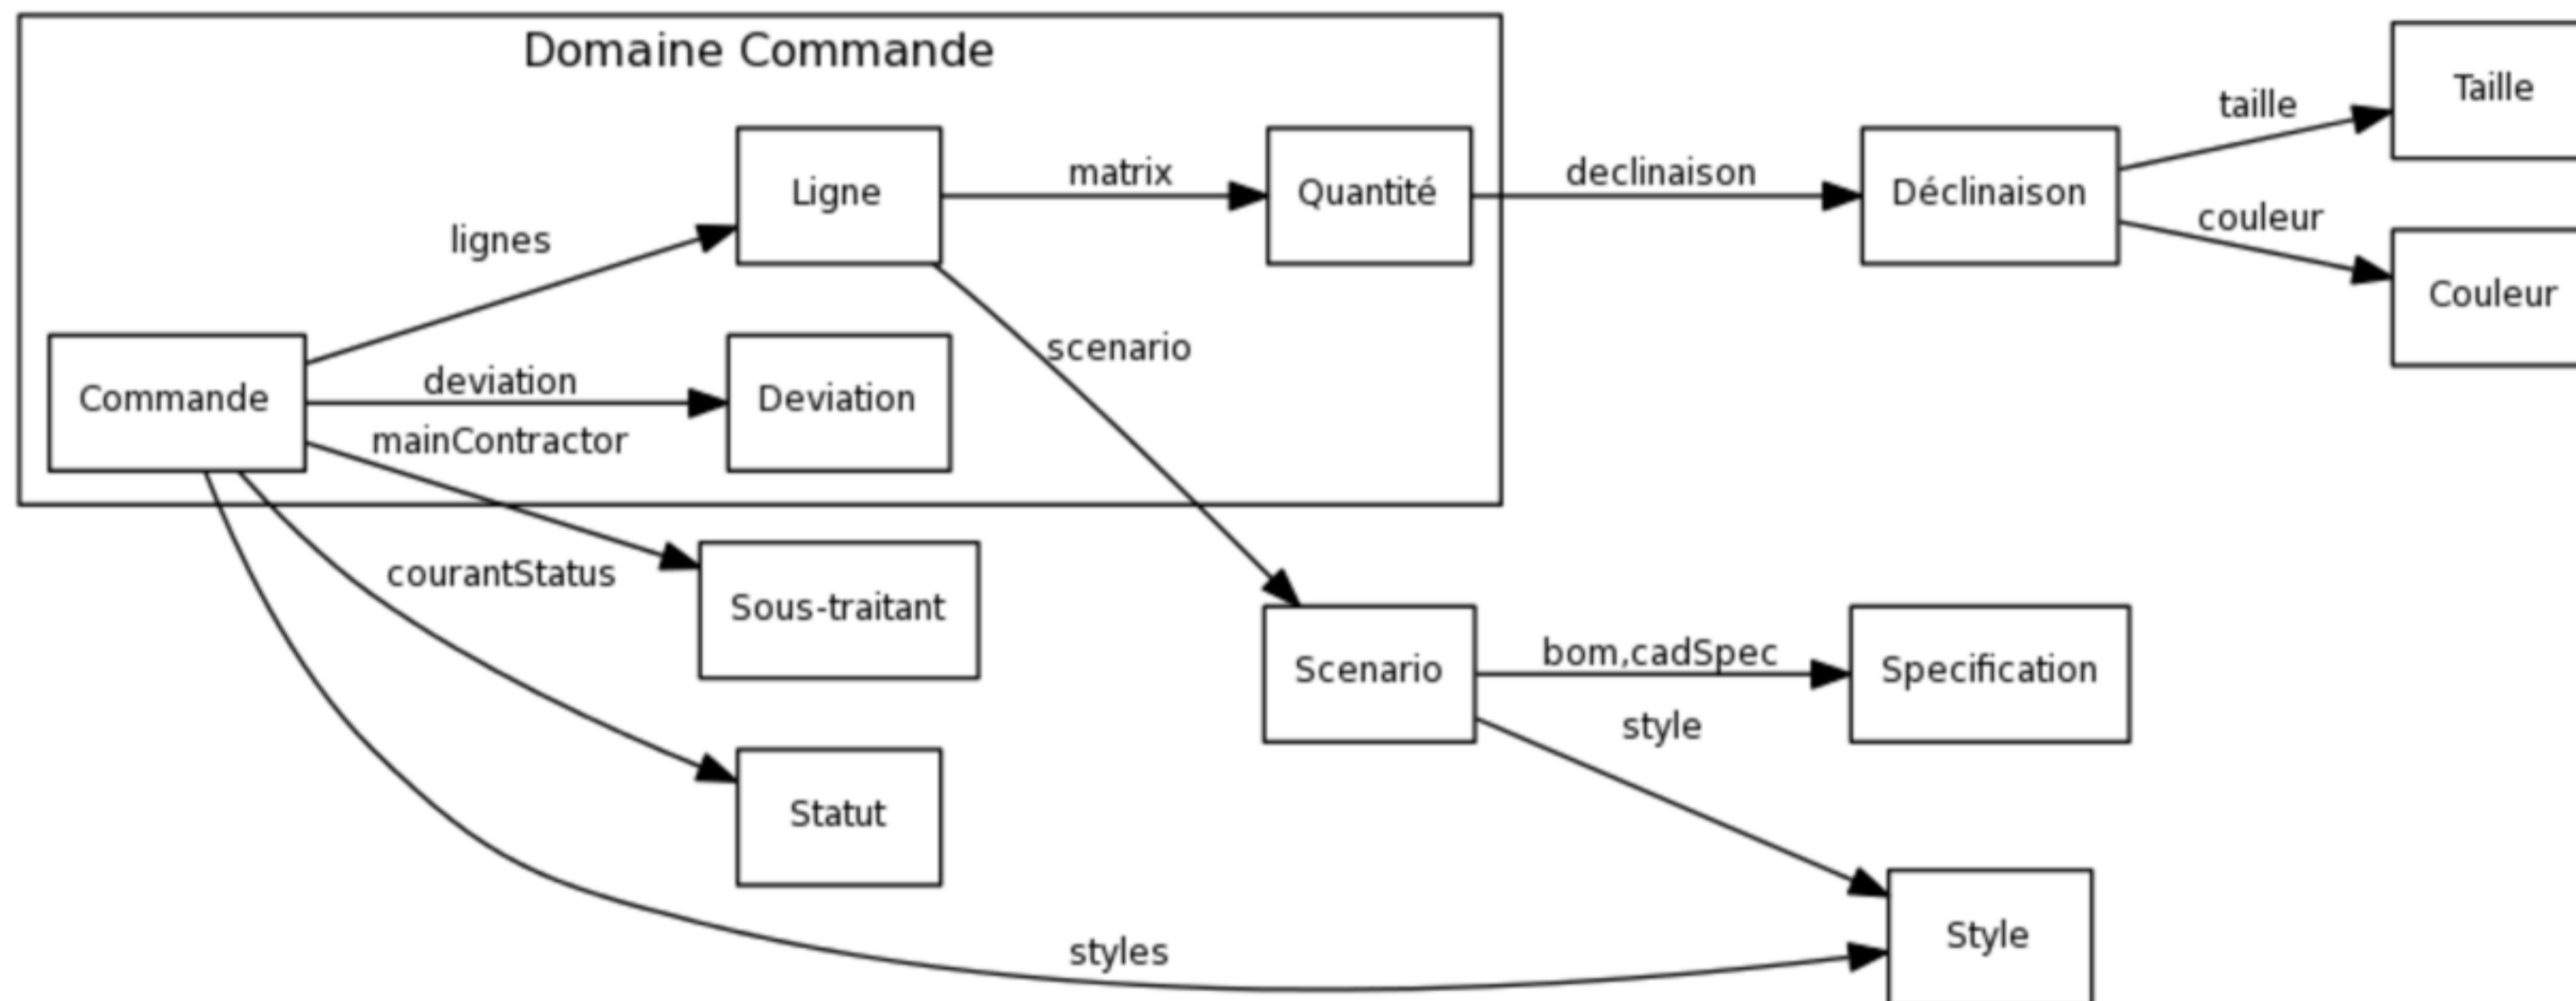 Domaine Commande
Taille
taille
Ligne
matrix
Quantité
declinaison
Déclinaison
couleur
lignes
Couleur
scenario
Commande
deviation
Deviation
mainContractor
courantStatus
Sous-traitant
Scenario
bom,cadSpec
Specification
style
Statut
Style
styles